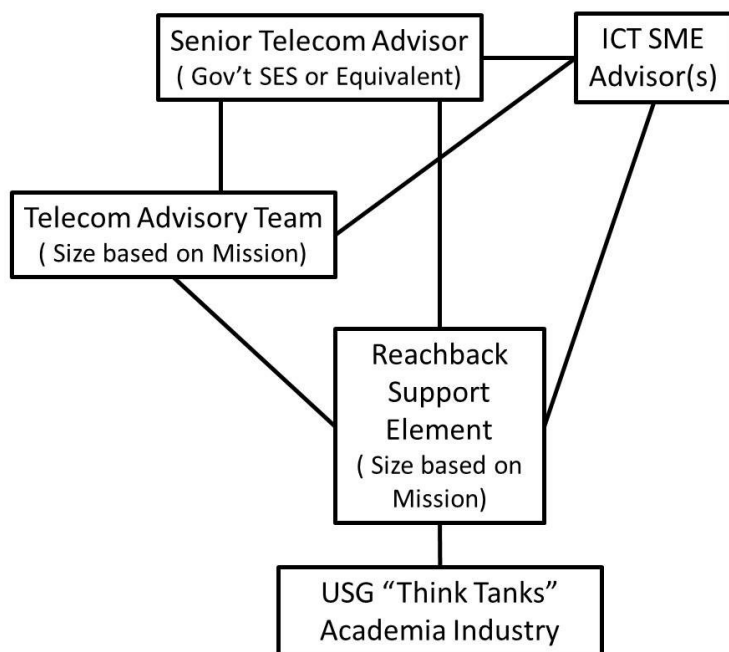 Senior Telecom Advisor
( Gov’t SES or Equivalent)
ICT SME
Advisor(s)
Telecom Advisory Team
( Size based on Mission)
Reachback
Support
Element
( Size based on
Mission)
USG “Think Tanks”
Academia Industry